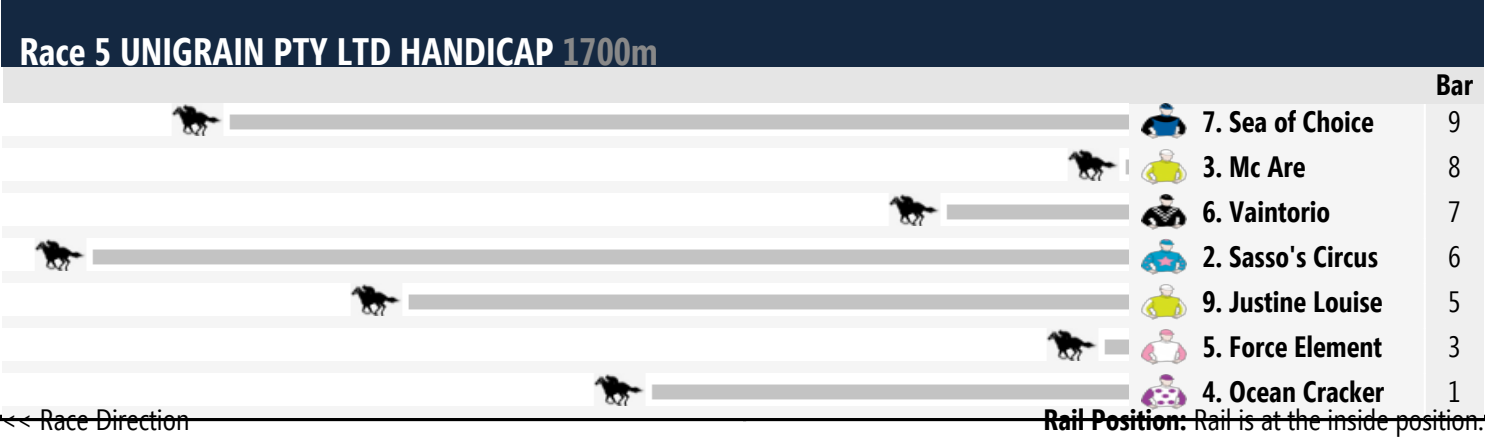 Race 5 UNIGRAIN PTY LTD HANDICAP 1700m
Bar
7. Sea of Choice 9
3. Mc Are 8
6. Vaintorio 7
2. Sasso's Circus 6
9. Justine Louise 5
5. Force Element 3
4. Ocean Cracker 1
<<< Race Direction Rail Position: Rail is at the inside position.